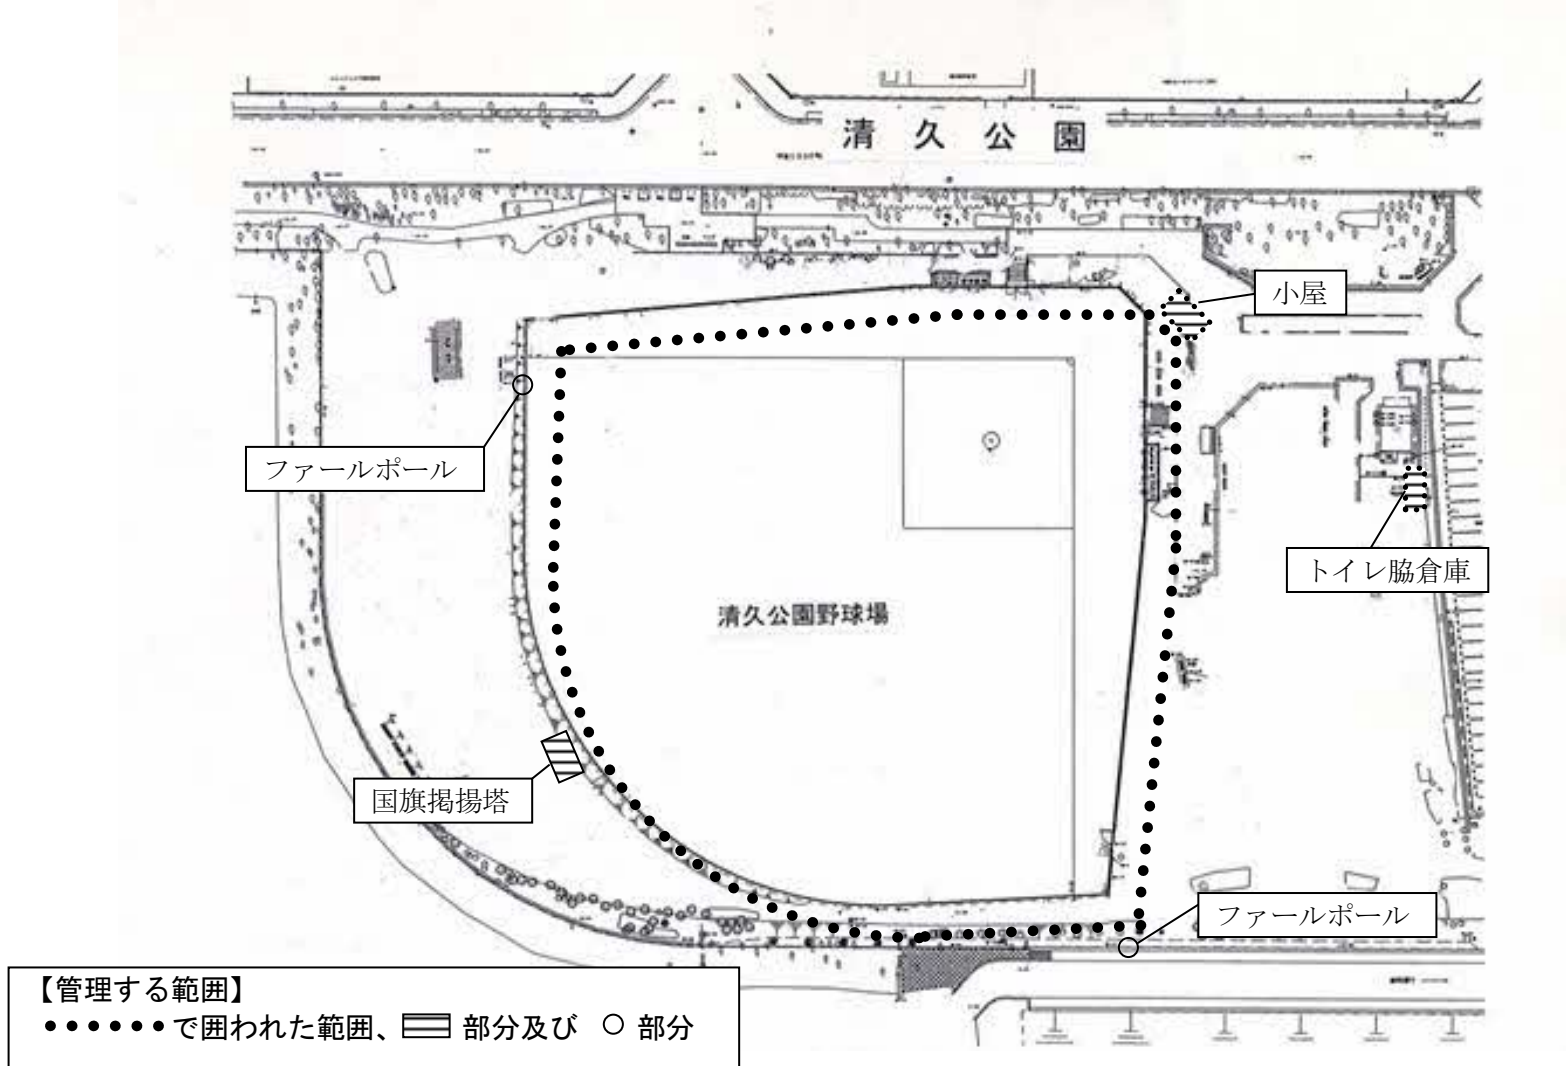 清久公園
小屋
ファールポール
トイレ脇倉庫
清久公園野球場
国旗掲揚塔
ファールポール
【管理する範囲】
••••••で囲われた範囲、部分及び ○ 部分